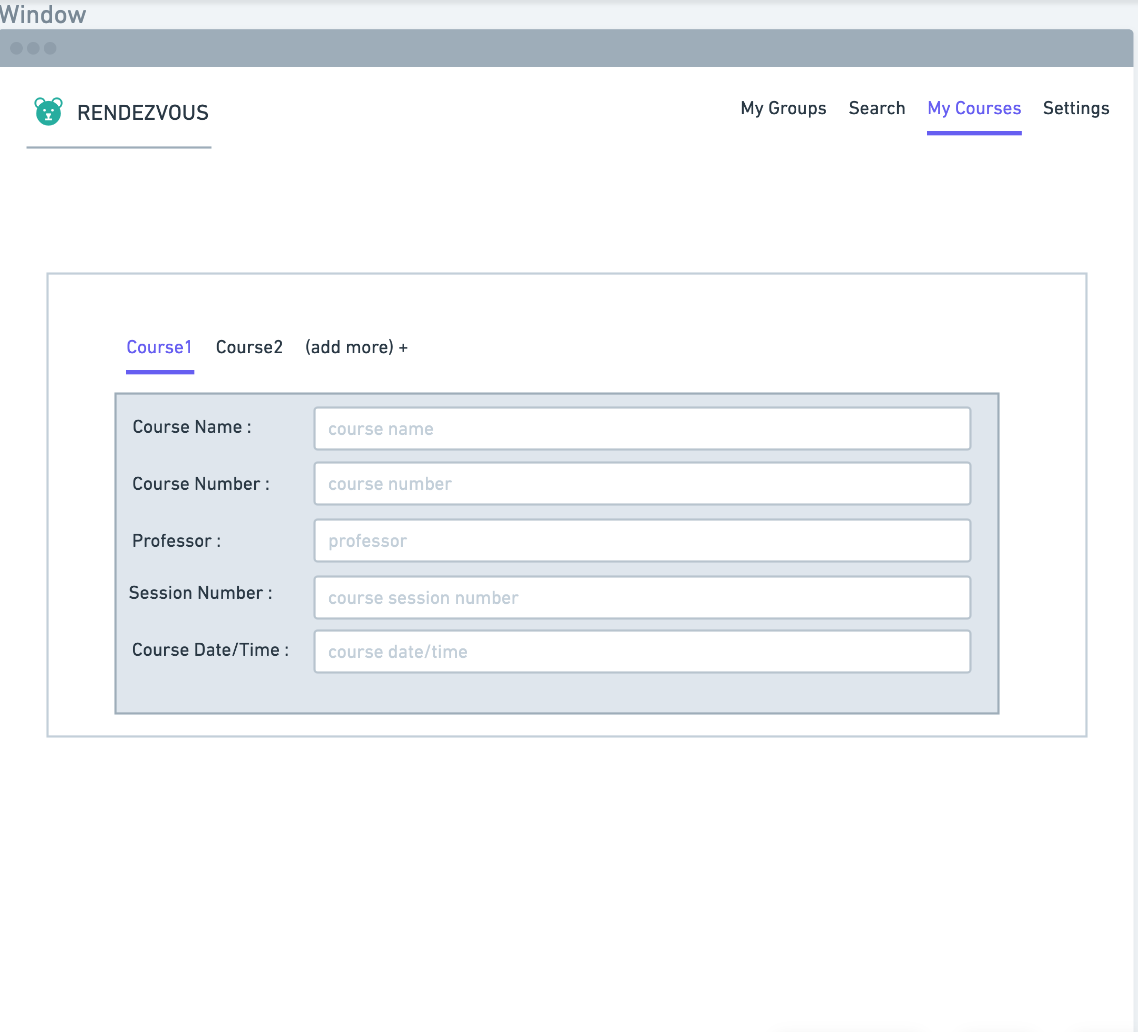 Window
RENDEZVOUS
My Groups Search My Courses Settings
Course1 Course2 (add more) +
Course Name : course name
Course Number : course number
Professor : professor
Session Number : course session number
Course Date/Time : course date/time